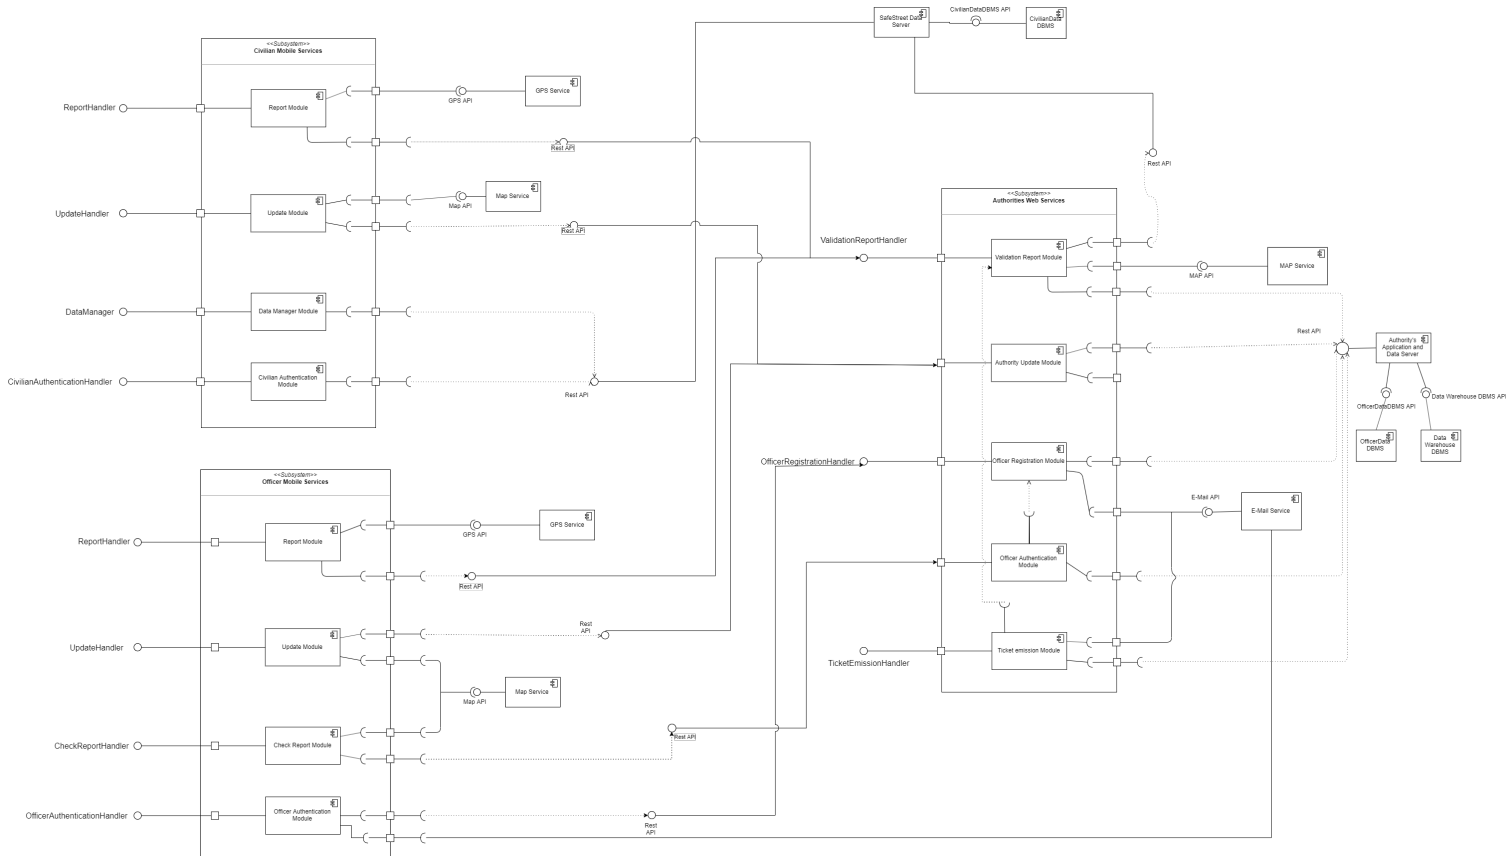 CivilianDataDBMS API
SafeStreet Data
Server
CivilianData
DBMS
<<Subsystem>>
Civilian Mobile Services
ReportHandler
Report Module
GPS API
GPS Service
Rest API
UpdateHandler
Update Module
Map API
Map Service
Rest API
DataManager
Data Manager Module
CivilianAuthenticationHandler
Civilian Authentication
Module
Rest API
Rest API
<<Subsystem>>
Authorities Web Services
ValidationReportHandler
Validation Report Module
MAP API
MAP Service
Authority Update Module
Rest API
Authority's
Application and
Data Server
OfficerDataDBMS API
Data Warehouse DBMS API
OfficerData
DBMS
Data
Warehouse
DBMS
OfficerRegistrationHandler
Officer Registration Module
E-Mail API
E-Mail Service
Officer Authentication
Module
TicketEmissionHandler
Ticket emission Module
<<Subsystem>>
Officer Mobile Services
ReportHandler
Report Module
GPS API
GPS Service
Rest API
UpdateHandler
Update Module
Rest
API
Map API
Map Service
CheckReportHandler
Check Report Module
Rest API
OfficerAuthenticationHandler
Officer Authentication
Module
Rest
API